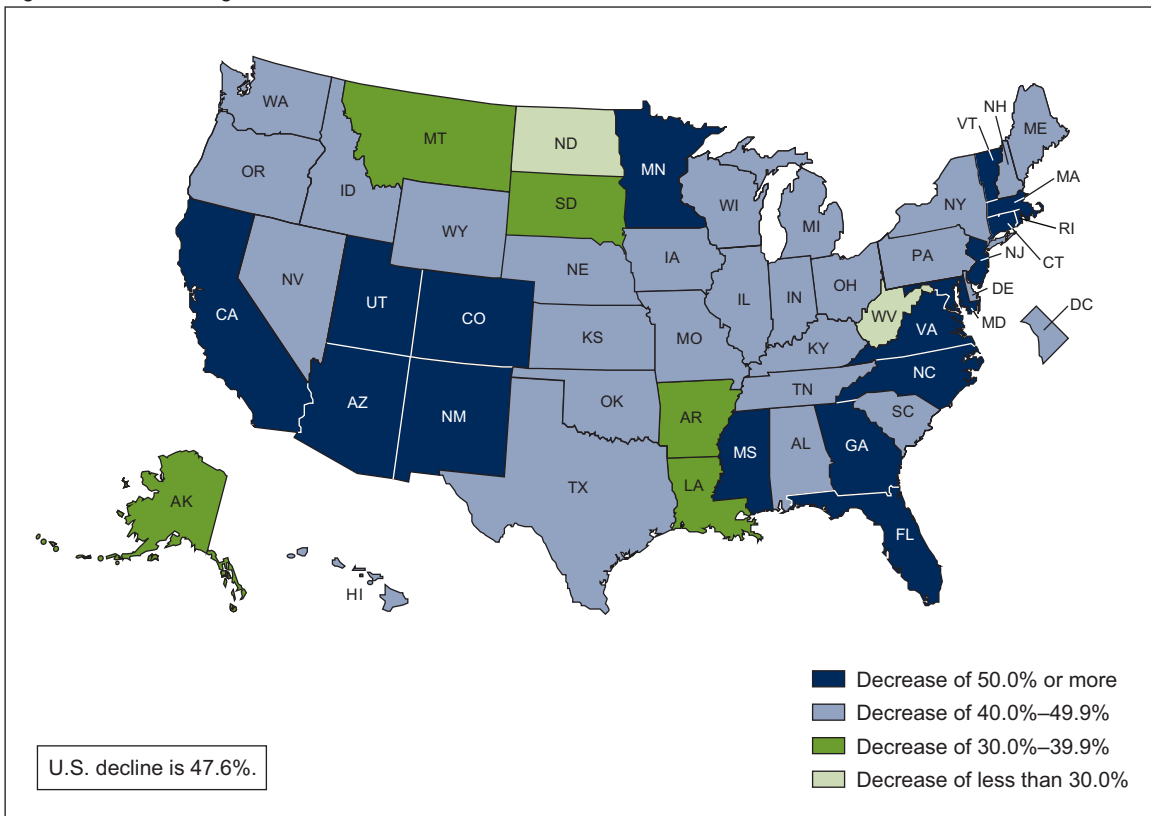 WA
MT
ND
MN
OR
ID
SD
WY
WI
MI
NY
VT
NH
ME
MA
RI
CT
NJ
PA
IA
NE
NV
UT
CO
CA
IL
IN
OH
DE
MD
DC
WV
VA
KS
MO
KY
NC
TN
AZ
NM
OK
AR
SC
MS
AL
GA
TX
LA
FL
AK
HI
Decrease of 50.0% or more
Decrease of 40.0%–49.9%
Decrease of 30.0%–39.9%
Decrease of less than 30.0%
U.S. decline is 47.6%.